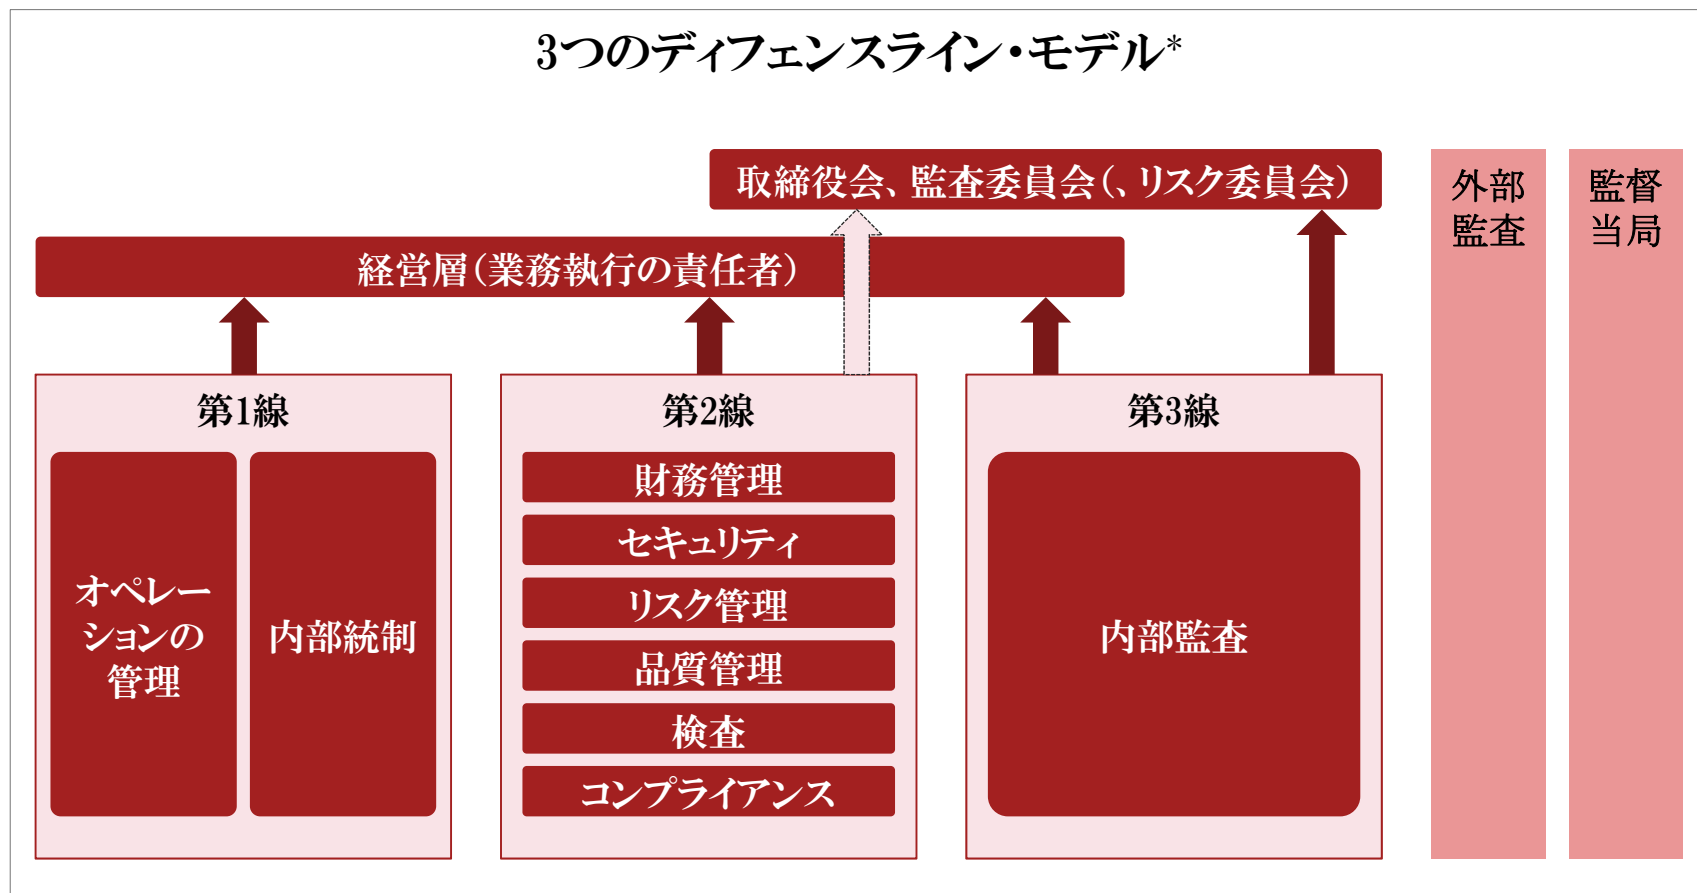 3つのディフェンスライン・モデル*
取締役会、監査委員会(、リスク委員会)
経営層(業務執行の責任者)
外部
監査
監督
当局
第1線
オペレー
ションの
管理
内部統制
第2線
財務管理
セキュリティ
リスク管理
品質管理
検査
コンプライアンス
第3線
内部監査